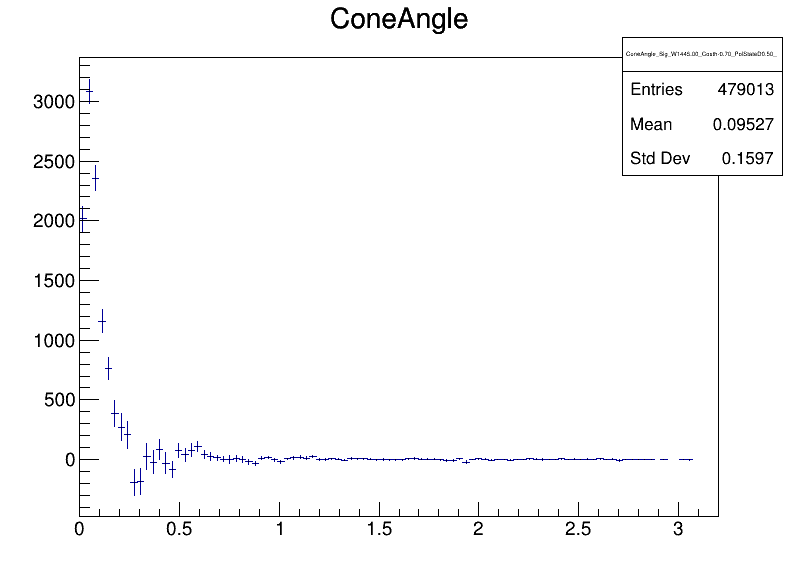 ConeAngle
ConeAngle_Sig_W1445.00_Costh-0.70_PolStateD0.50_
Entries 479013
Mean 0.09527
Std Dev 0.1597
3000
2500
2000
1500
1000
500
0
0 0.5 1 1.5 2 2.5 3